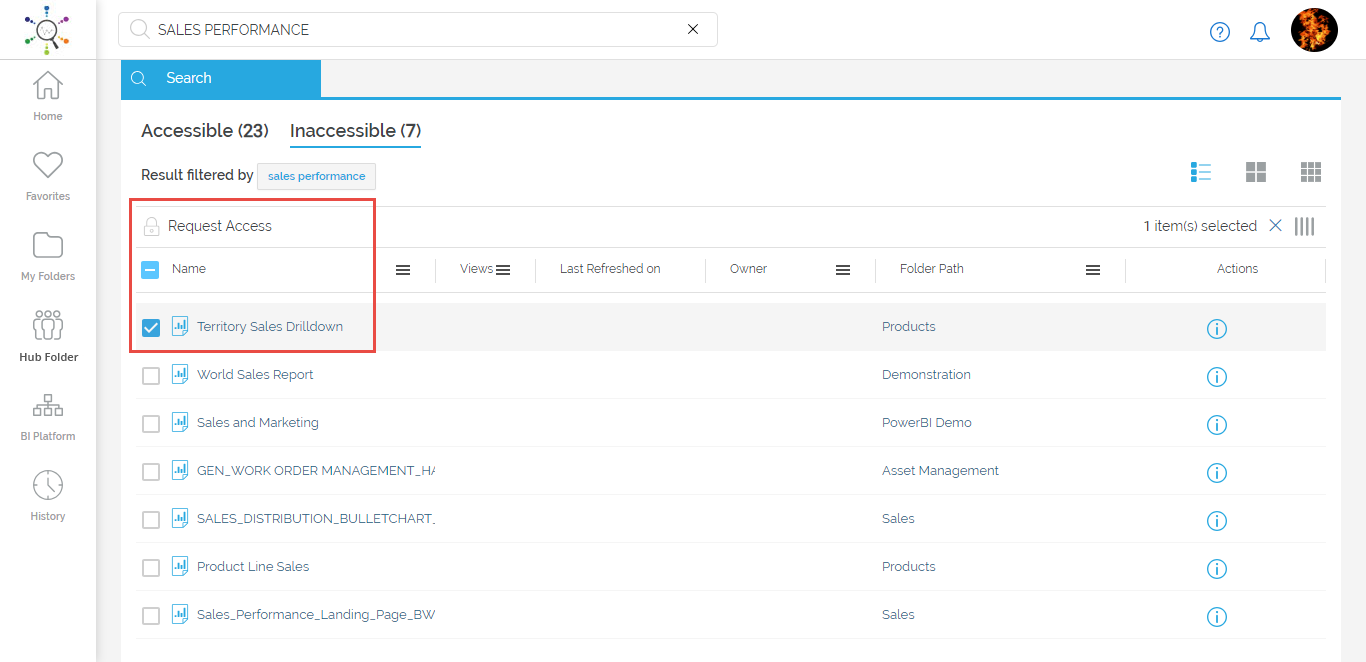 SALES PERFORMANCE
Search
Home
Favorites
My Folders
Hub Folder
BI Platform
History
Accessible (23) Inaccessible (7)
Result filtered by sales performance
Request Access 1 item(s) selected
Name Views Last Refreshed on Owner Folder Path Actions
Territory Sales Drilldown Products
World Sales Report Demonstration
Sales and Marketing PowerBI Demo
GEN_WORK ORDER MANAGEMENT_HA Asset Management
SALES_DISTRIBUTION_BULLETCHART_ Sales
Product Line Sales Products
Sales_Performance_Landing_Page_BW Sales